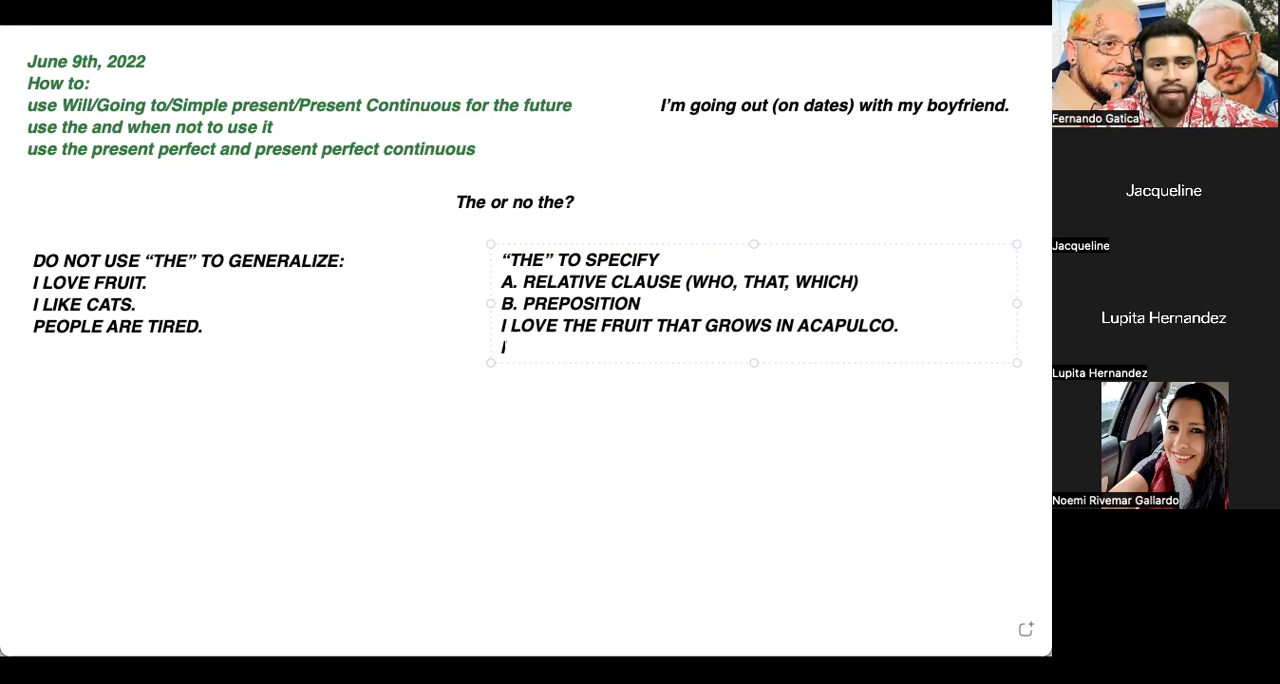 June 9th, 2022
How to:
use Will/Going to/Simple present/Present Continuous for the future
I'm going out (on dates) with my boyfriend.
use the and when not to use it
use the present perfect and present perfect continuous
The or no the?
DO NOT USE “THE” TO GENERALIZE:
I LOVE FRUIT.
I LIKE CATS.
PEOPLE ARE TIRED.
“THE” TO SPECIFY
A. RELATIVE CLAUSE (WHO, THAT, WHICH)
B. PREPOSITION
I LOVE THE FRUIT THAT GROWS IN ACAPULCO.
I
Fernando Gatica
Jacqueline
Jacqueline
Lupita Hernandez
Lupita Hernandez
Noemi Rivemar Gallardo